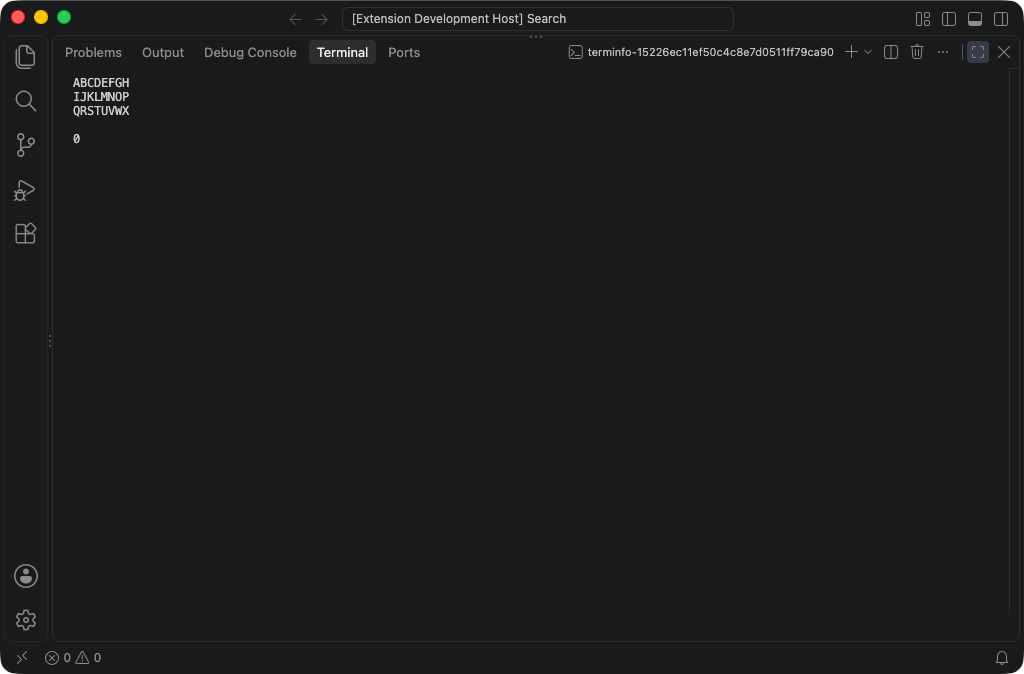 [Extension Development Host] Search
Problems Output Debug Console Terminal Ports terminfo-15226ec11ef50c4c8e7d0511ff79ca90
ABCDEFGH
IJKLMNOP
QRSTUVWX
0
0 0